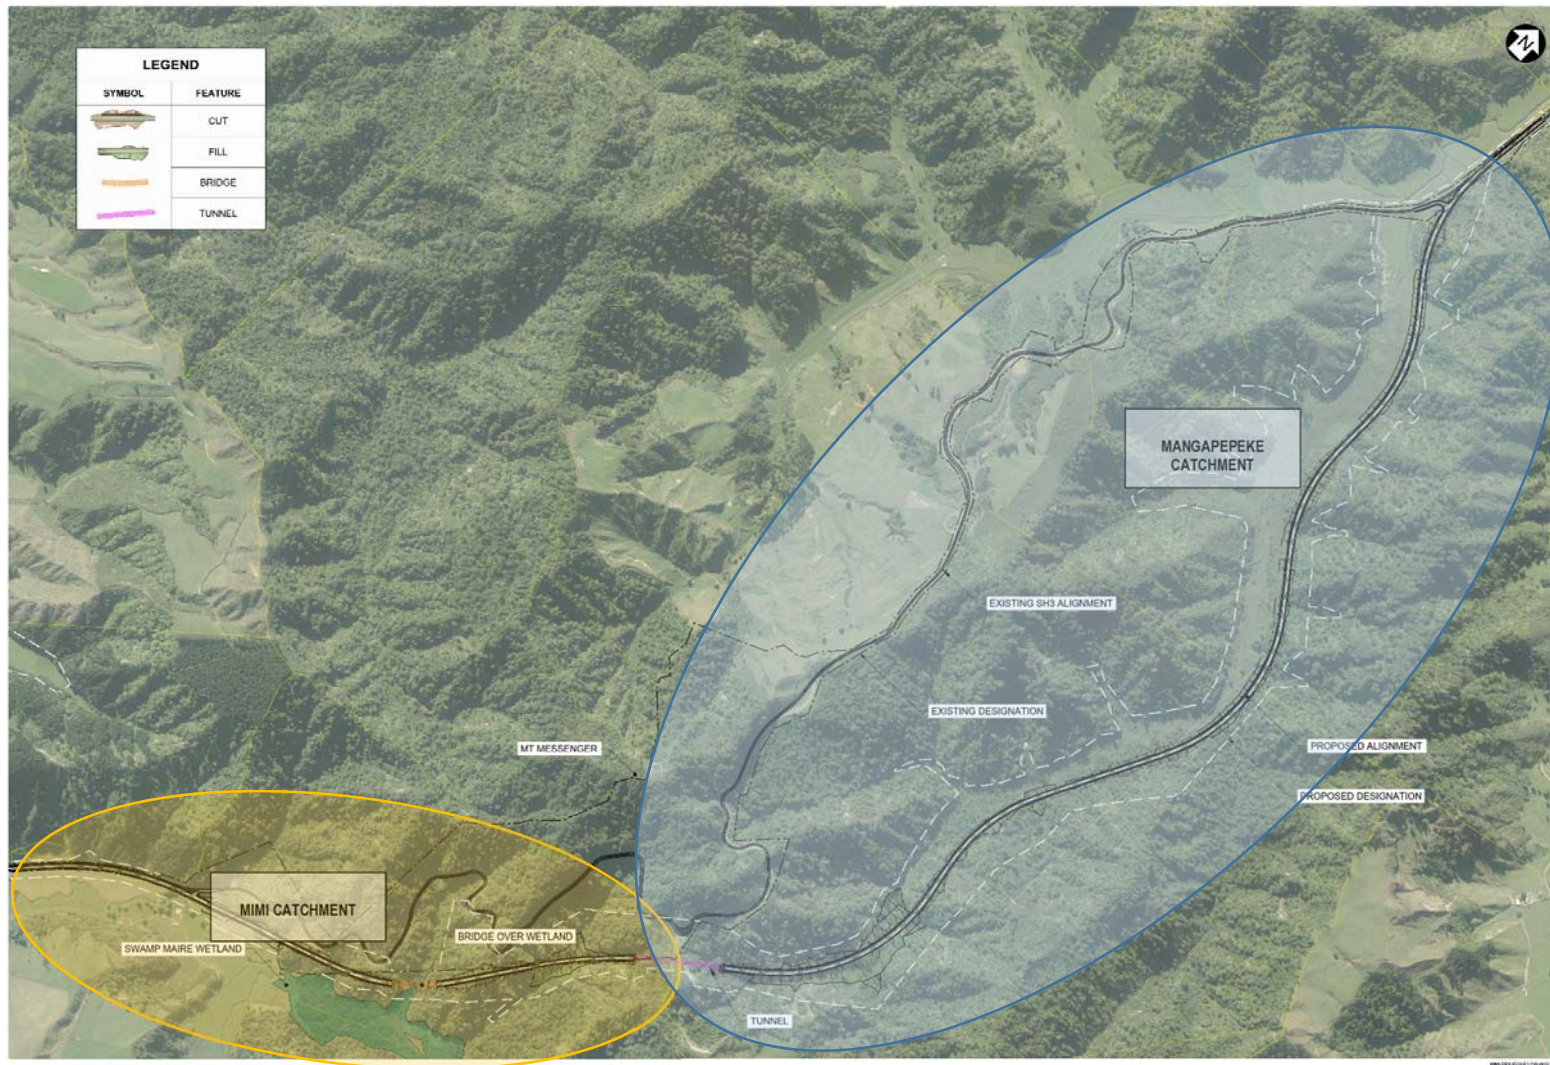 LEGEND
SYMBOL FEATURE
CUT
FILL
BRIDGE
TUNNEL
N
MANGAPEPEKE
CATCHMENT
EXISTING SH3 ALIGNMENT
EXISTING DESIGNATION
MT MESSENGER
PROPOSED ALIGNMENT
PROPOSED DESIGNATION
MIMI CATCHMENT
BRIDGE OVER WETLAND
SWAMP MAIRE WETLAND
TUNNEL